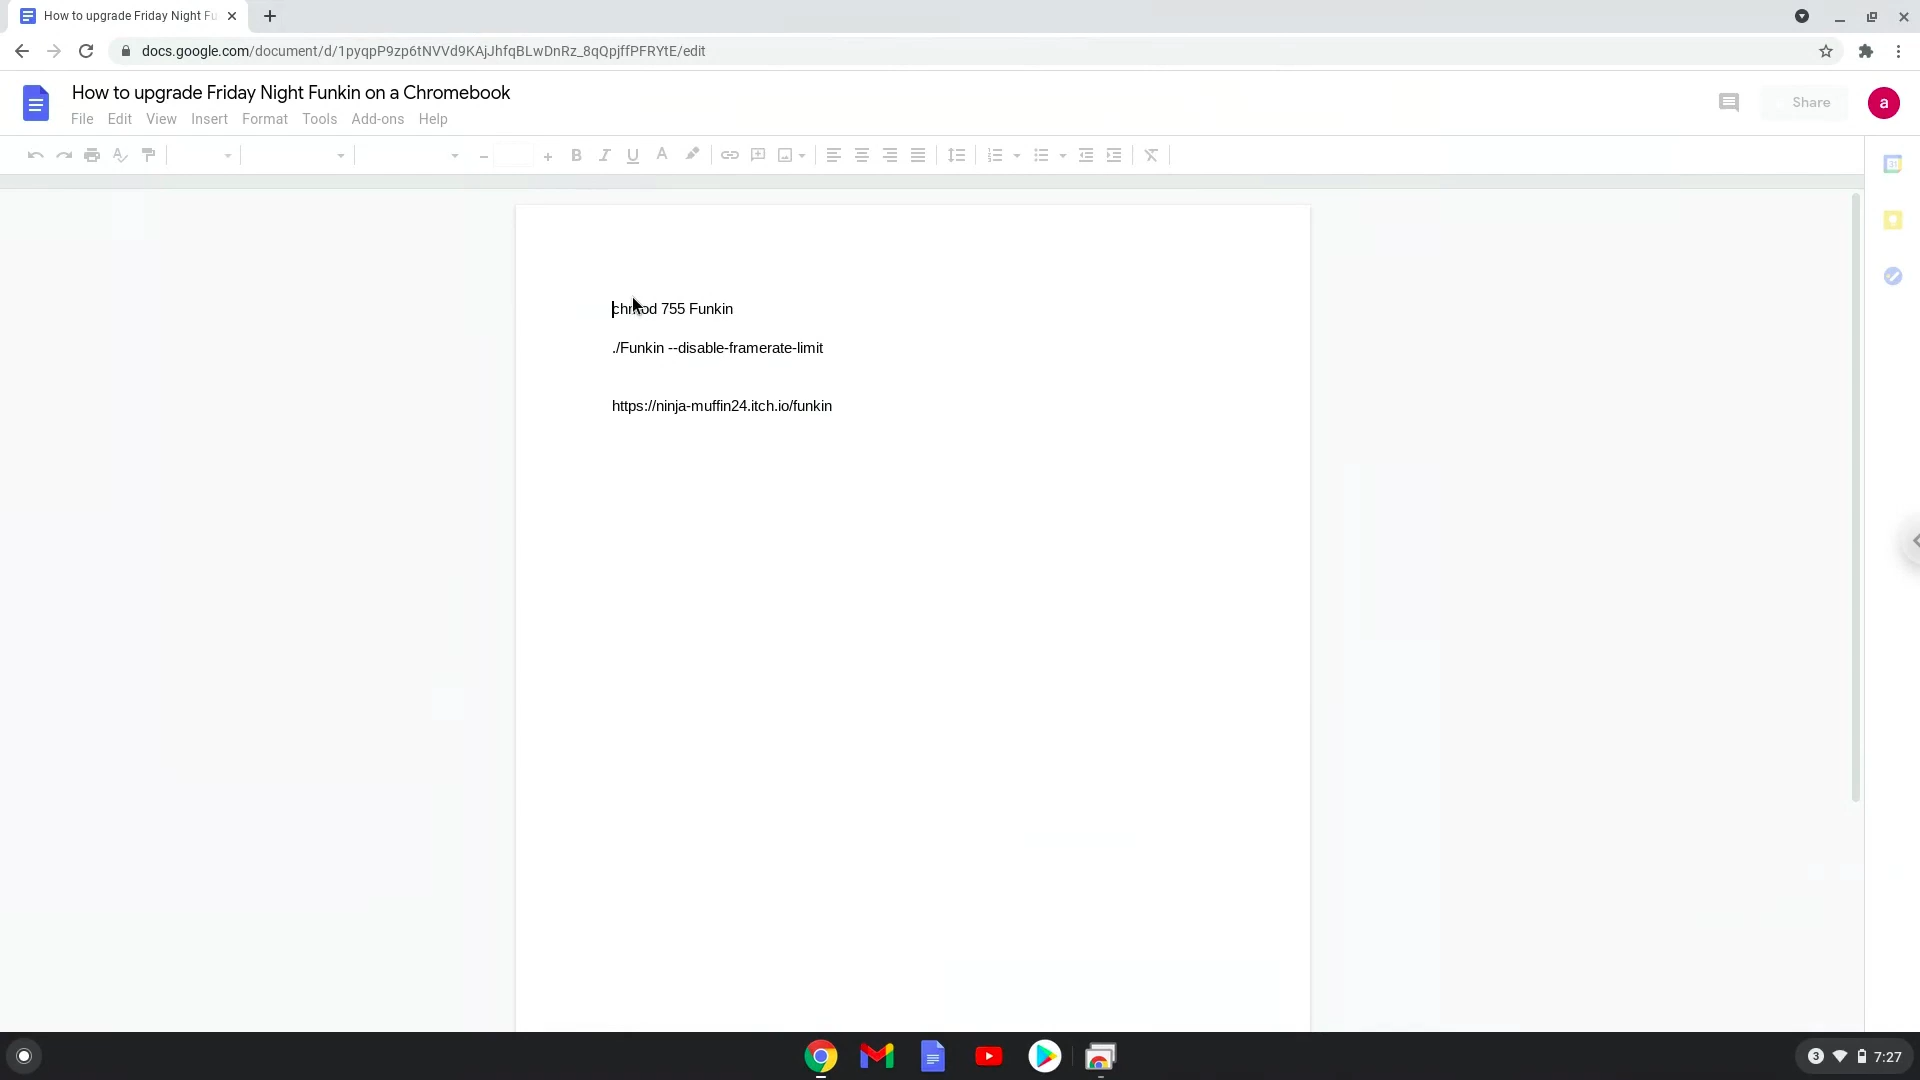 How to upgrade Friday Night Fu
docs.google.com/document/d/1pyqpP9zp6tNVVd9KAjJhfqBLwDnRz_8qQpjffPFRYtE/edit
How to upgrade Friday Night Funkin on a Chromebook
File Edit View Insert Format Tools Add-ons Help
Share
a
B I U A
31
chmod 755 Funkin
./Funkin --disable-framerate-limit
https://ninja-muffin24.itch.io/funkin
3 7:27